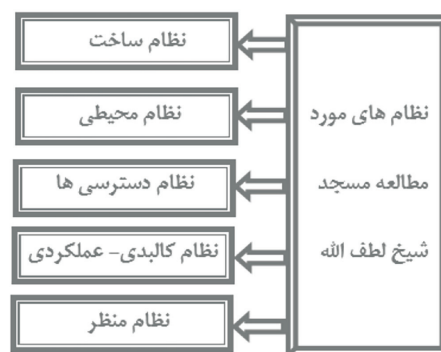 نظام های مورد
مطالعه مسجد
شیخ لطف الله
نظام ساخت
نظام محیطی
نظام دسترسی ها
نظام کالبدی- عملکردی
نظام منظر